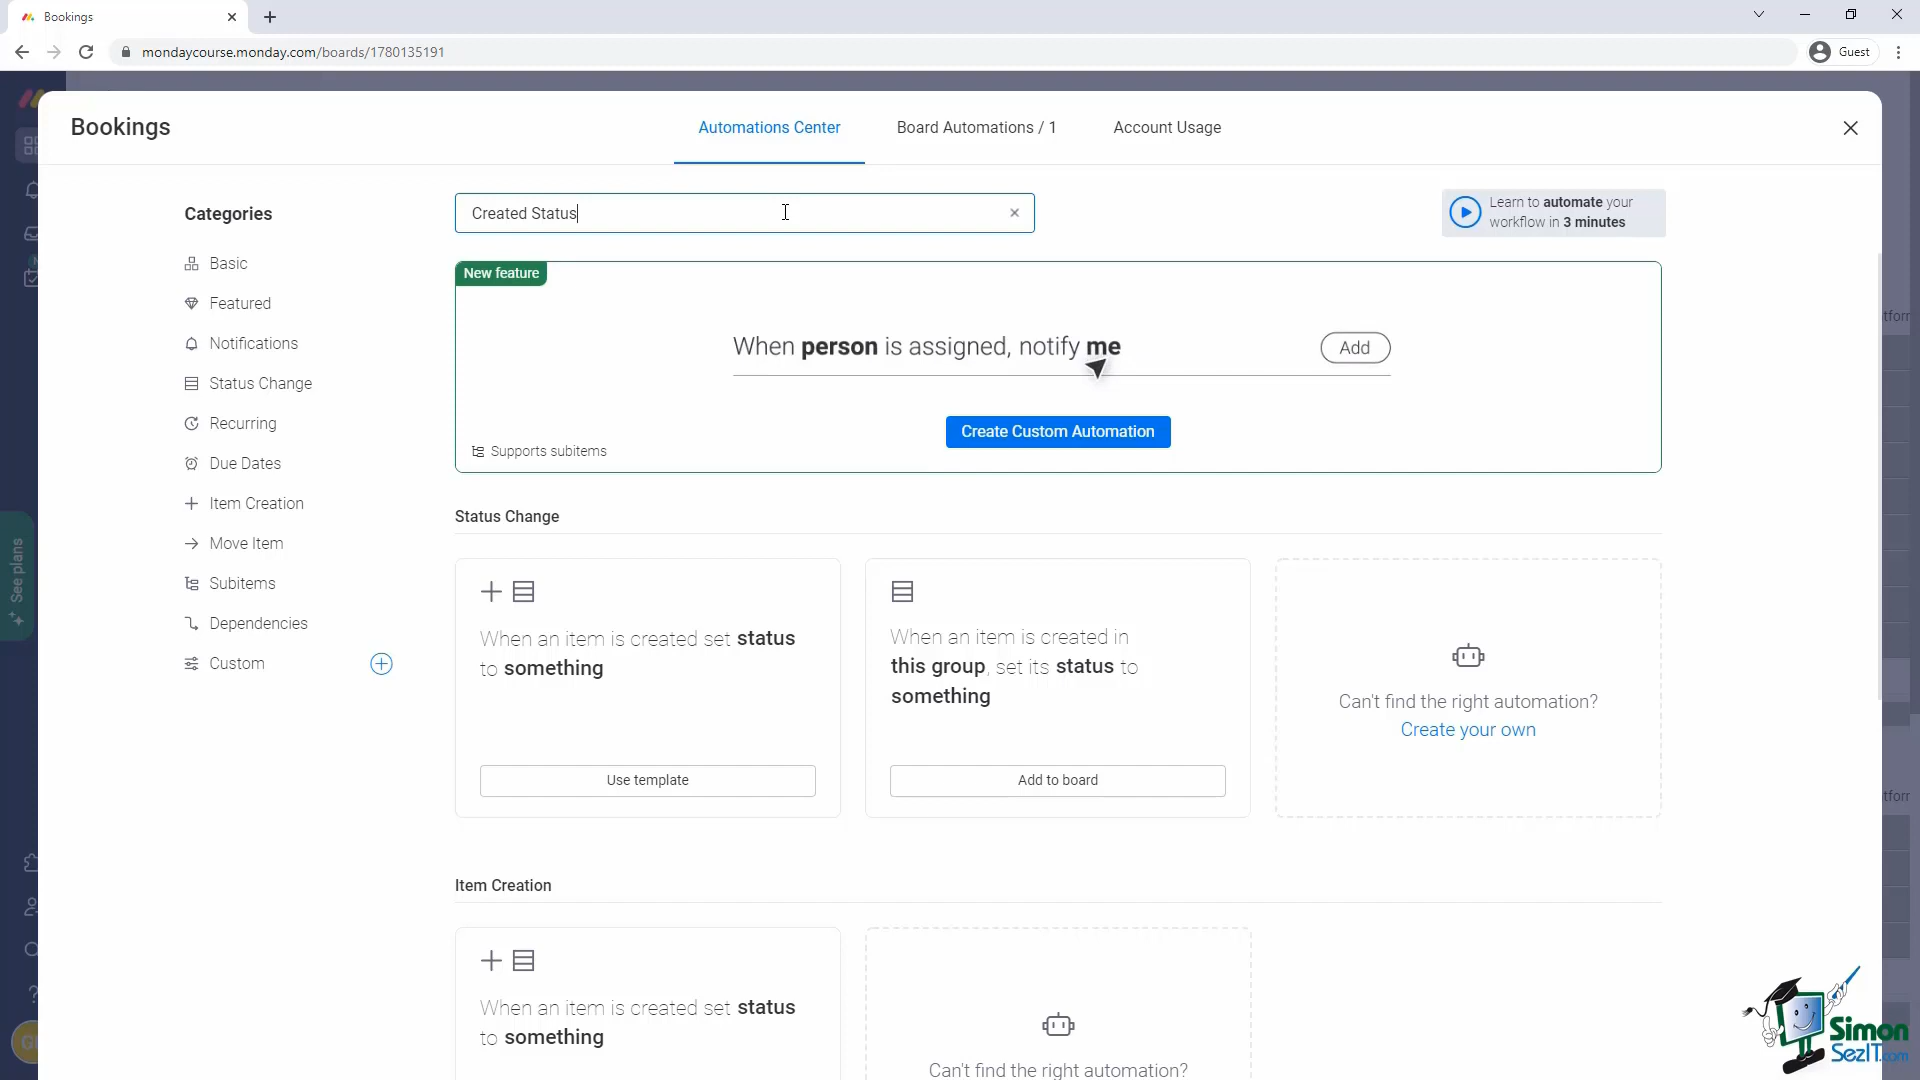 Bookings
mondaycourse.monday.com/boards/1780135191
Guest
Bookings
Automations Center
Board Automations / 1
Account Usage
Categories
Basic
Featured
Notifications
Status Change
Recurring
Due Dates
Item Creation
Move Item
Subitems
Dependencies
Custom
See plans
Created Status
Learn to automate your
workflow in 3 minutes
New feature
When person is assigned, notify me
Add
Create Custom Automation
Supports subitems
Status Change
When an item is created set status
to something
Use template
When an item is created in
this group, set its status to
something
Add to board
Can't find the right automation?
Create your own
Item Creation
When an item is created set status
to something
Can't find the right automation?
Simon
SezIT.com